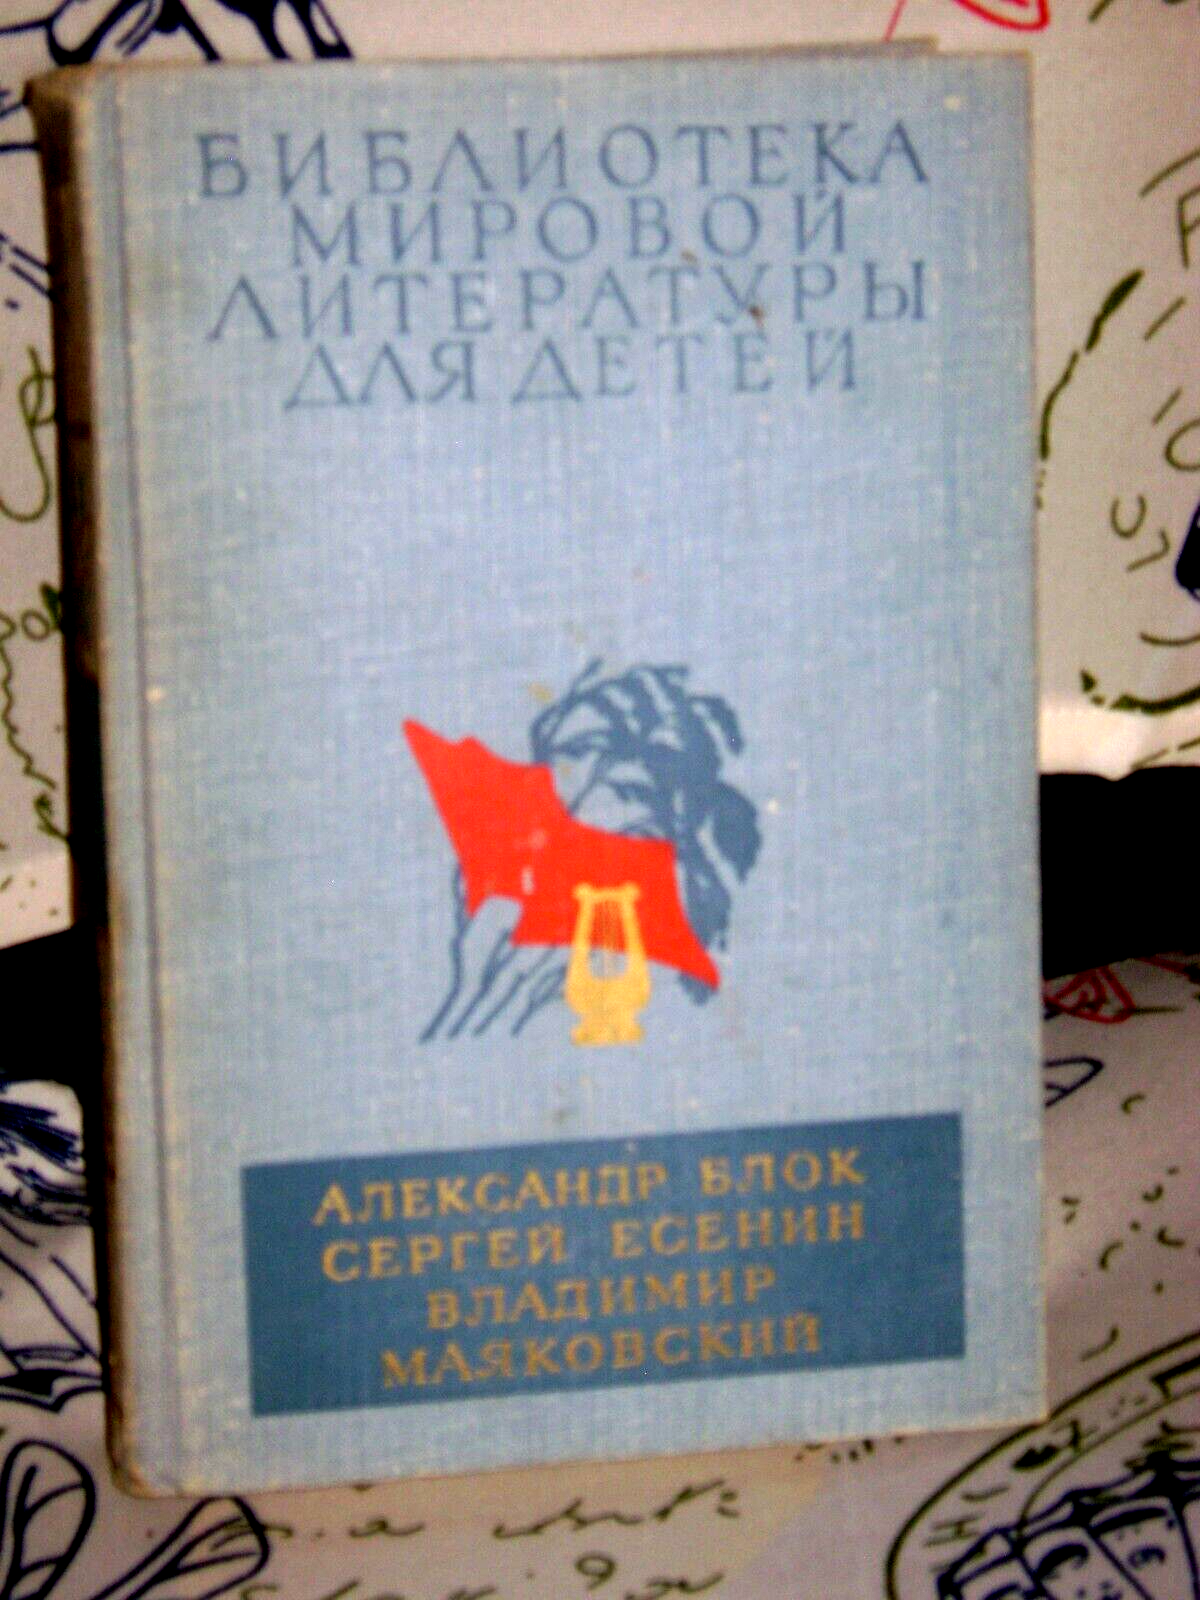 БИБЛИОТЕКА
МИРОВОЙ
ЛИТЕРАТУРЫ
ДЛЯ ДЕТЕЙ
АЛЕКСАНДР БЛОК
СЕРГЕЙ ЕСЕНИН
ВЛАДИМИР
МАЯКОВСКИЙ